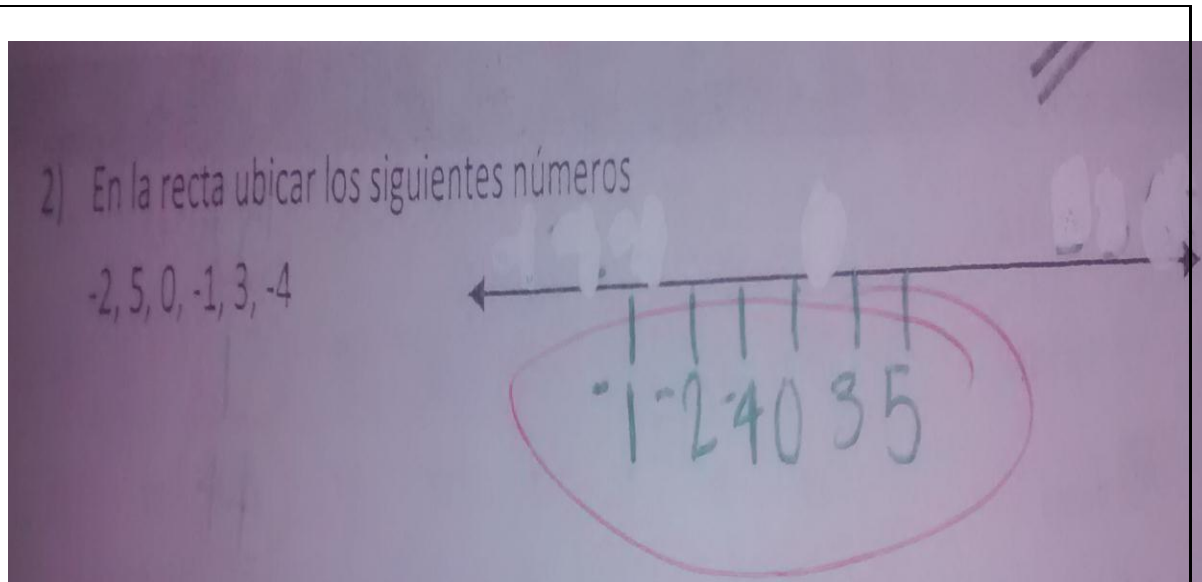 2) En la recta ubicar los siguientes números
-2, 5, 0, -1, 3, -4
-1 -2 -4 0 3 5